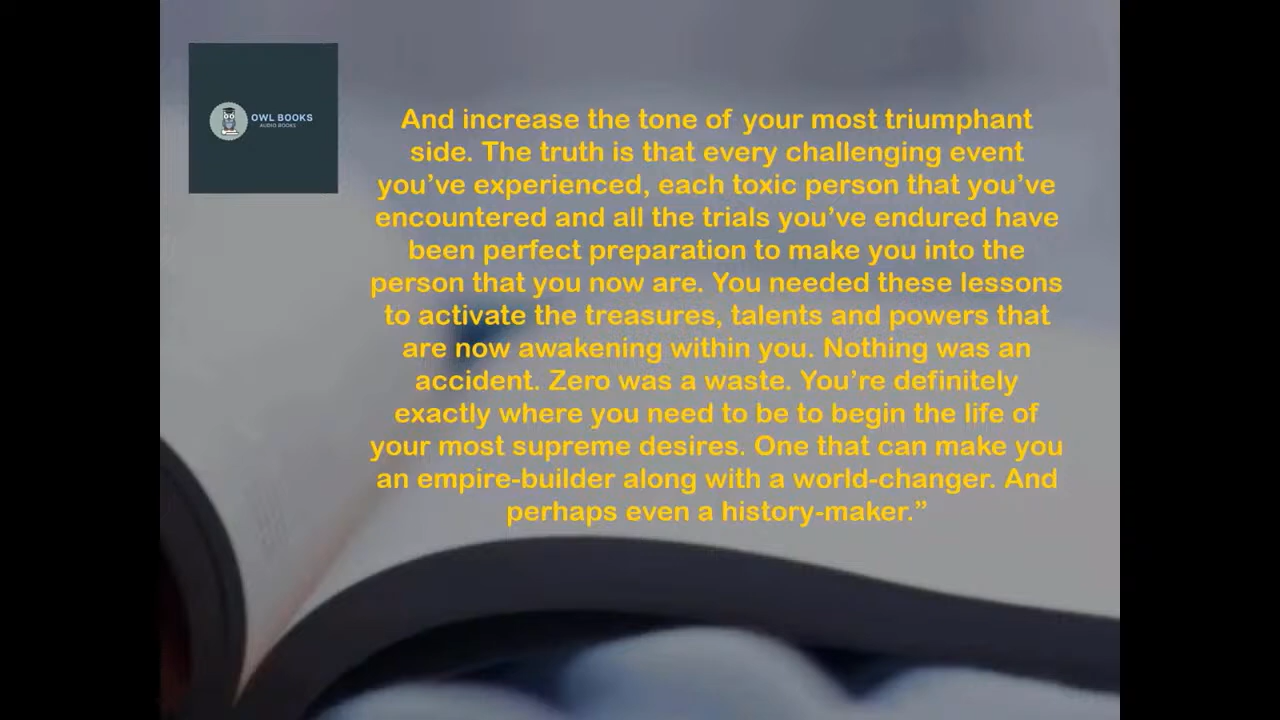 OWL BOOKS
AUDIO BOOKS
And increase the tone of your most triumphant
side. The truth is that every challenging event
you’ve experienced, each toxic person that you’ve
encountered and all the trials you’ve endured have
been perfect preparation to make you into the
person that you now are. You needed these lessons
to activate the treasures, talents and powers that
are now awakening within you. Nothing was an
accident. Zero was a waste. You’re definitely
exactly where you need to be to begin the life of
your most supreme desires. One that can make you
an empire-builder along with a world-changer. And
perhaps even a history-maker.”